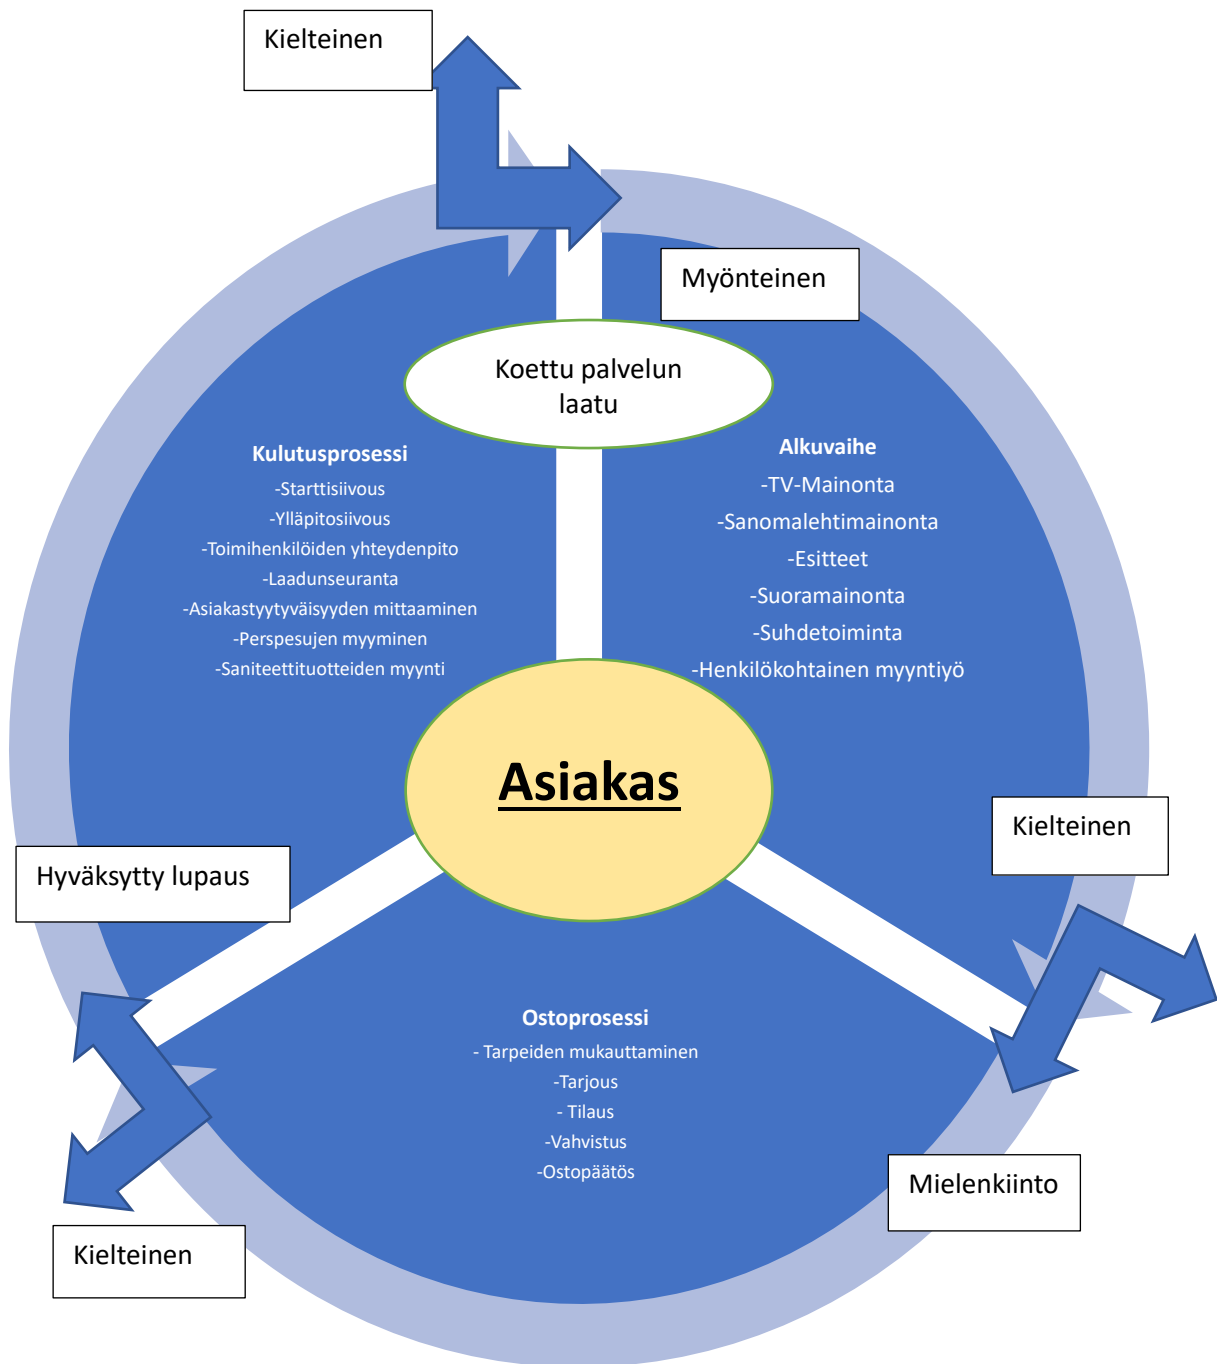 Kielteinen
Myönteinen
Koettu palvelun
laatu
Kulutusprosessi
-Starttisiivous
-Ylläpitosiivous
-Toimihenkilöiden yhteydenpito
-Laadunseuranta
-Asiakastyytyväisyyden mittaaminen
-Perspesujen myyminen
-Saniteettituotteiden myynti
Alkuvaihe
-TV-Mainonta
-Sanomalehtimainonta
-Esitteet
-Suoramainonta
-Suhdetoiminta
-Henkilökohtainen myyntiyö
Asiakas
Kielteinen
Hyväksytty lupaus
Ostoprosessi
- Tarpeiden mukauttaminen
-Tarjous
- Tilaus
-Vahvistus
-Ostopäätös
Mielenkiinto
Kielteinen